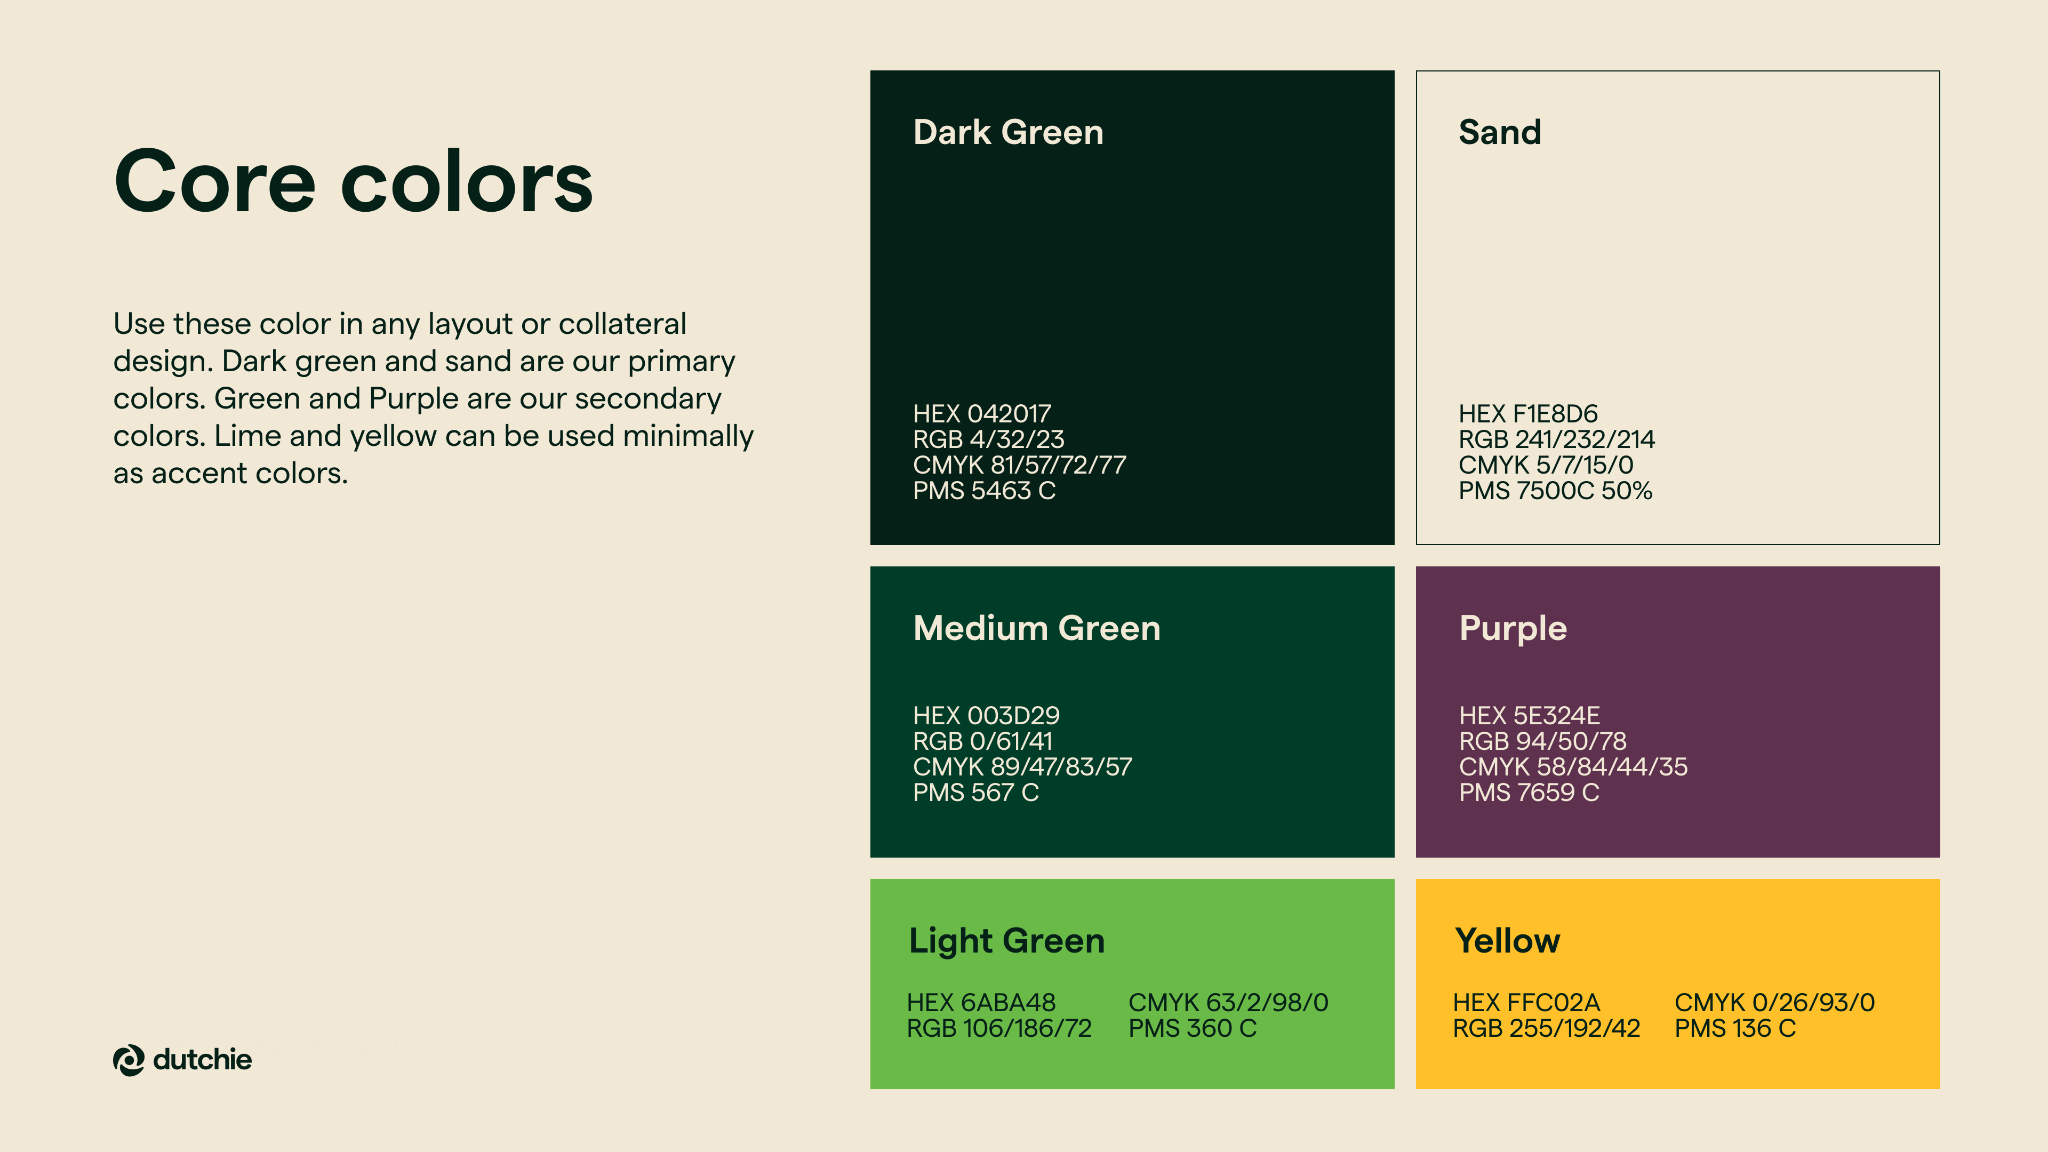 Core colors
Use these color in any layout or collateral
design. Dark green and sand are our primary
colors. Green and Purple are our secondary
colors. Lime and yellow can be used minimally
as accent colors.
dutchie
Dark Green
HEX 042017
RGB 4/32/23
CMYK 81/57/72/77
PMS 5463 C
Sand
HEX F1E8D6
RGB 241/232/214
CMYK 5/7/15/0
PMS 7500C 50%
Medium Green
HEX 003D29
RGB 0/61/41
CMYK 89/47/83/57
PMS 567 C
Purple
HEX 5E324E
RGB 94/50/78
CMYK 58/84/44/35
PMS 7659 C
Light Green
HEX 6ABA48
RGB 106/186/72
CMYK 63/2/98/0
PMS 360 C
Yellow
HEX FFC02A
RGB 255/192/42
CMYK 0/26/93/0
PMS 136 C